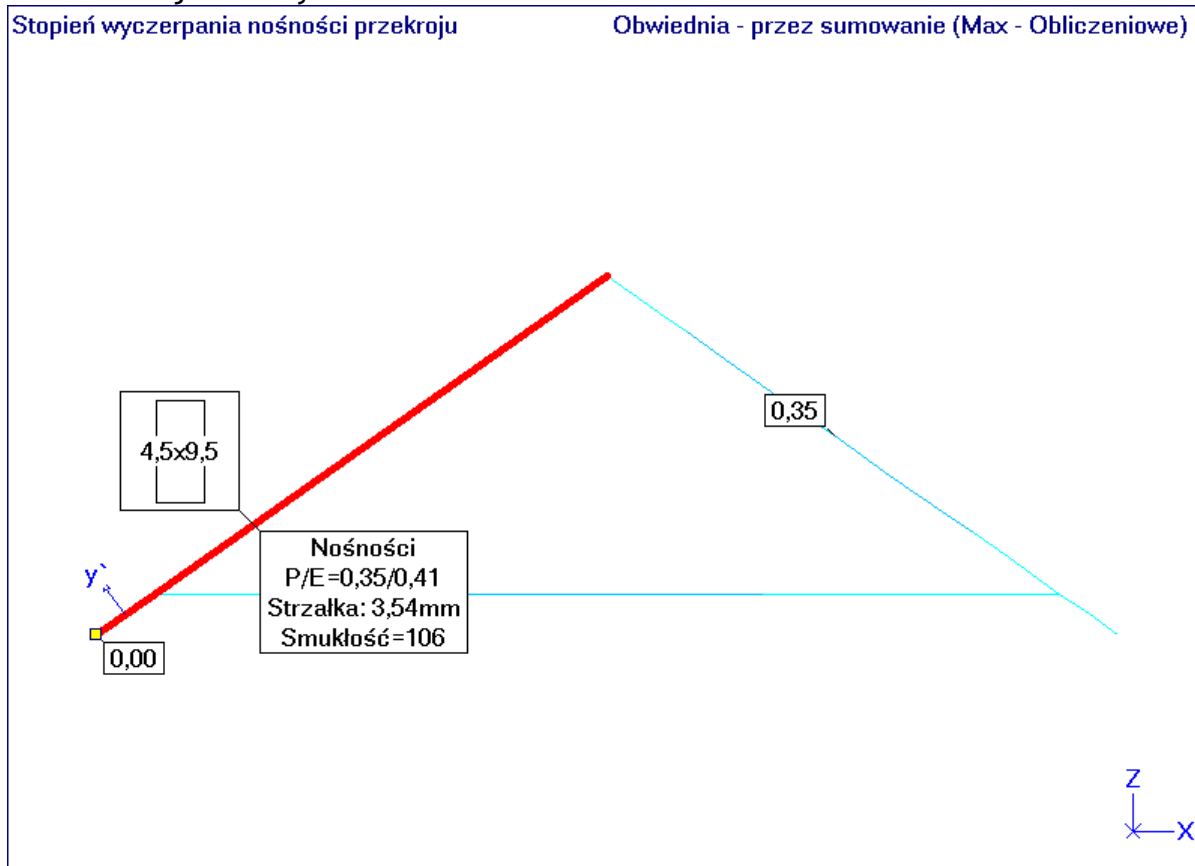 Stopień wyczerpania nośności przekroju
Obwiednia - przez sumowanie (Max - Obliczeniowe)
0,35
4,5x9,5
Nośności
P/E=0,35/0,41
Strzałka: 3,54mm
Smukłość=106
y`
0,00
Z
X